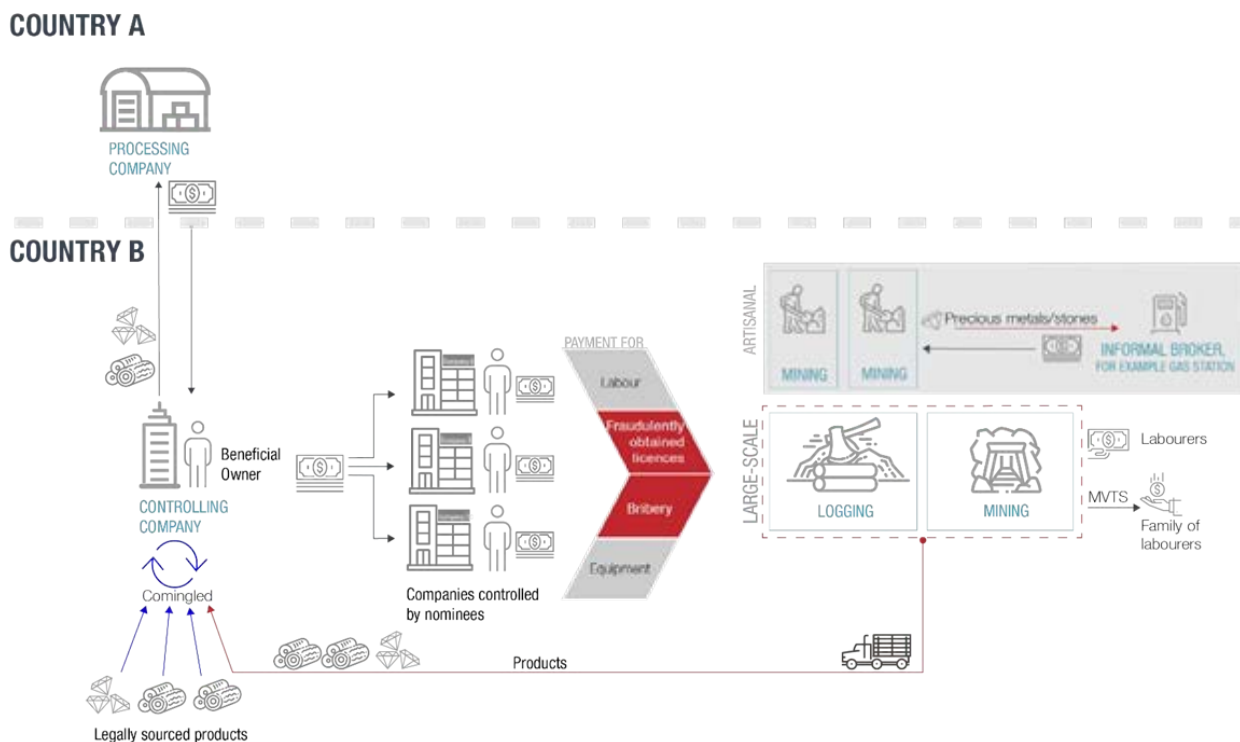 COUNTRY A
PROCESSING
COMPANY
COUNTRY B
Beneficial
Owner
CONTROLLING
COMPANY
Comingled
Legally sourced products
Companies controlled
by nominees
PAYMENT FOR
Labour
Fraudulently
obtained
licences
Bribery
Equipment
ARTISANAL
MINING
MINING
Precious metals/stones
INFORMAL BROKER,
FOR EXAMPLE GAS STATION
LARGE-SCALE
LOGGING
MINING
Labourers
MVTS
Family of
labourers
Products